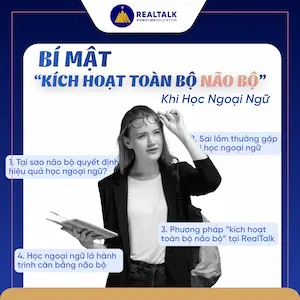 REALTALK
BÍ MẬT
“KÍCH HOẠT TOÀN BỘ NÃO BỘ”
Khi Học Ngoại Ngữ
2. Sai lầm thường gặp
học ngoại ngữ
1. Tại sao não bộ quyết định
hiệu quả học ngoại ngữ?
3. Phương pháp “kích hoạt
toàn bộ não bộ” tại RealTalk
4. Học ngoại ngữ là hành
trình cân bằng não bộ